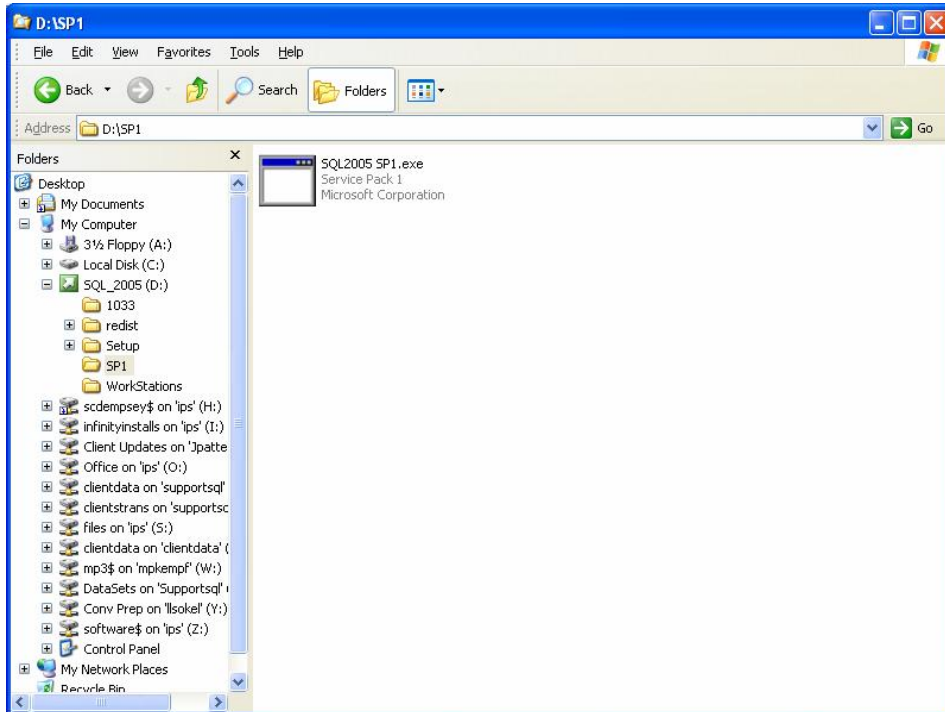 D:\SP1
File Edit View Favorites Tools Help
Back Search Folders
Address D:\SP1 Go
Folders
Desktop
My Documents
My Computer
3½ Floppy (A:)
Local Disk (C:)
SQL_2005 (D:)
1033
redist
Setup
SP1
WorkStations
scdempsey$ on 'ips' (H:)
infinityinstalls on 'ips' (I:)
Client Updates on 'Jpatte
Office on 'ips' (O:)
clientdata on 'supportsql'
clientstrans on 'supportsc
files on 'ips' (S:)
clientdata on 'clientdata' (
mp3$ on 'mpkempf' (W:)
DataSets on 'Supportsql'
Conv Prep on 'llsokel' (Y:)
software$ on 'ips' (Z:)
Control Panel
My Network Places
Recycle Bin
SQL2005 SP1.exe
Service Pack 1
Microsoft Corporation